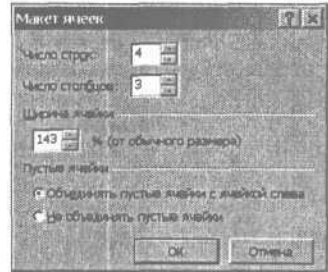 Макет ячеек
Число строк: 4
Число столбцов: 3
Ширина ячейки
143 % (от обычного размера)
Пустые ячейки
Объединять пустые ячейки с ячейкой слева
Не объединять пустые ячейки
ОК Отмена